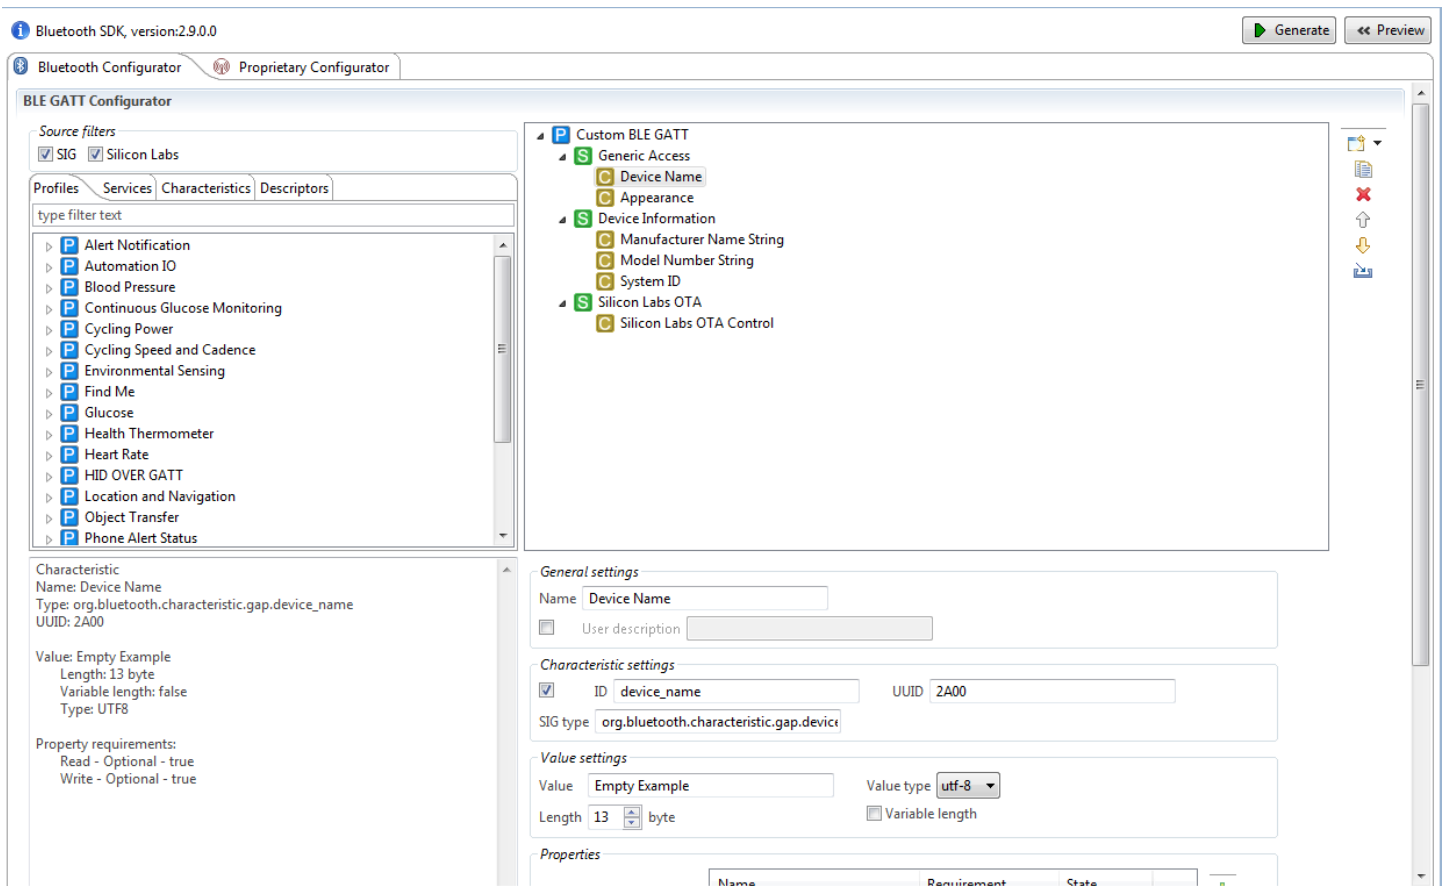 Bluetooth SDK, version:2.9.0.0
Generate
Preview
Bluetooth Configurator
Proprietary Configurator
BLE GATT Configurator
Source filters
SIG
Silicon Labs
Profiles
Services
Characteristics
Descriptors
type filter text
P Alert Notification
P Automation IO
P Blood Pressure
P Continuous Glucose Monitoring
P Cycling Power
P Cycling Speed and Cadence
P Environmental Sensing
P Find Me
P Glucose
P Health Thermometer
P Heart Rate
P HID OVER GATT
P Location and Navigation
P Object Transfer
P Phone Alert Status
P Custom BLE GATT
S Generic Access
C Device Name
C Appearance
S Device Information
C Manufacturer Name String
C Model Number String
C System ID
S Silicon Labs OTA
C Silicon Labs OTA Control
Characteristic
Name: Device Name
Type: org.bluetooth.characteristic.gap.device_name
UUID: 2A00
Value: Empty Example
Length: 13 byte
Variable length: false
Type: UTF8
Property requirements:
Read - Optional - true
Write - Optional - true
General settings
Name Device Name
User description
Characteristic settings
ID device_name
UUID 2A00
SIG type org.bluetooth.characteristic.gap.device
Value settings
Value Empty Example
Value type utf-8
Length 13 byte
Variable length
Properties
Name
Requirement
State